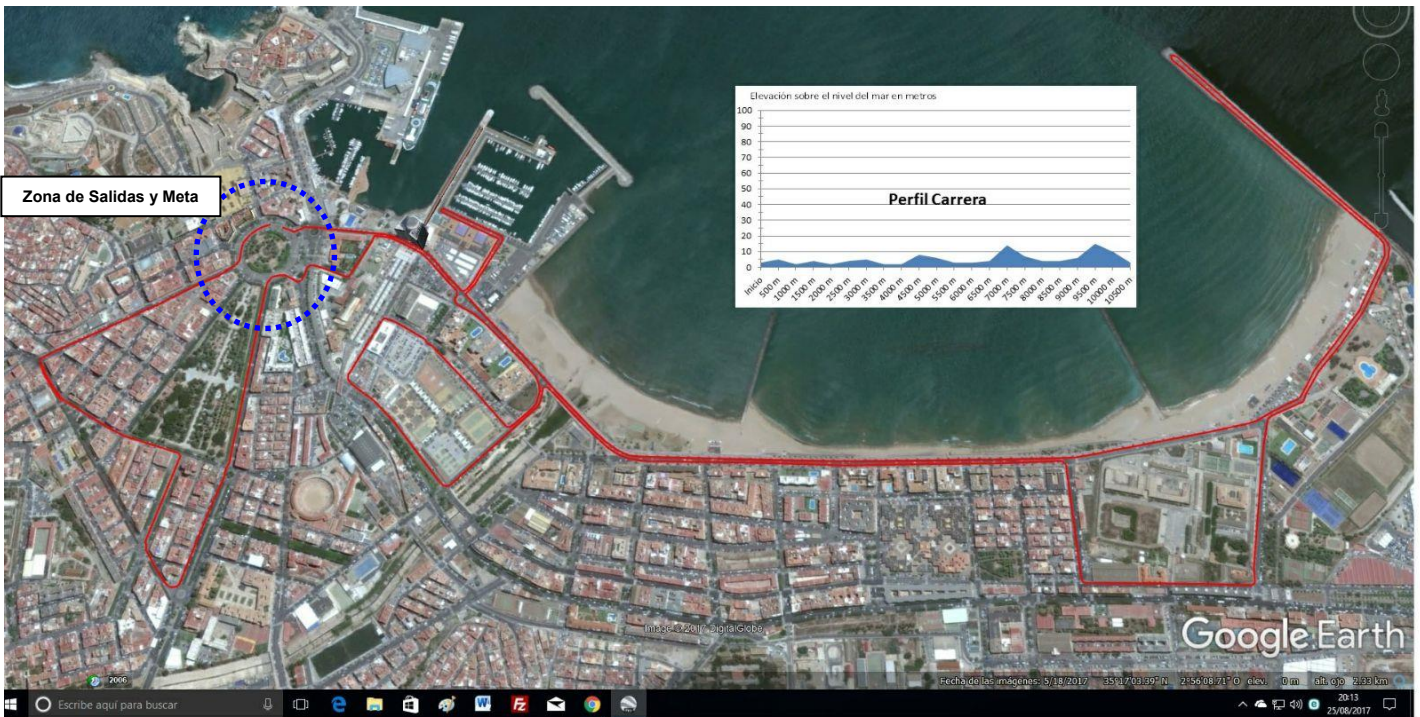 Elevación sobre el nivel del mar en metros
100
90
80
70
60
50
40
30
20
10
0
Perfil Carrera
Inicio
500 m
1000 m
1500 m
2000 m
2500 m
3000 m
3500 m
4000 m
4500 m
5000 m
5500 m
6000 m
6500 m
7000 m
7500 m
8000 m
8500 m
9000 m
9500 m
10000 m
10500 m
Zona de Salidas y Meta
Image © 2017 DigitalGlobe
Google Earth
2006
Fecha de las imágenes: 5/18/2017 35°17'03.39" N 2°56'08.71" O elev. 0 m alt. ojo 2.33 km
Escribe aquí para buscar
20:13
25/08/2017